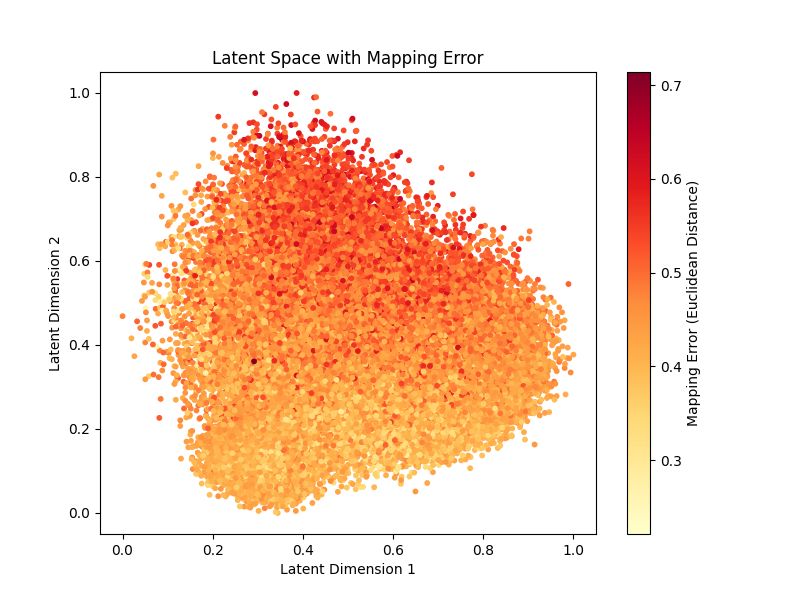 Latent Space with Mapping Error
1.0
0.8
0.6
0.4
0.2
0.0
Latent Dimension 2
0.0 0.2 0.4 0.6 0.8 1.0
Latent Dimension 1
0.7
0.6
0.5
0.4
0.3
Mapping Error (Euclidean Distance)